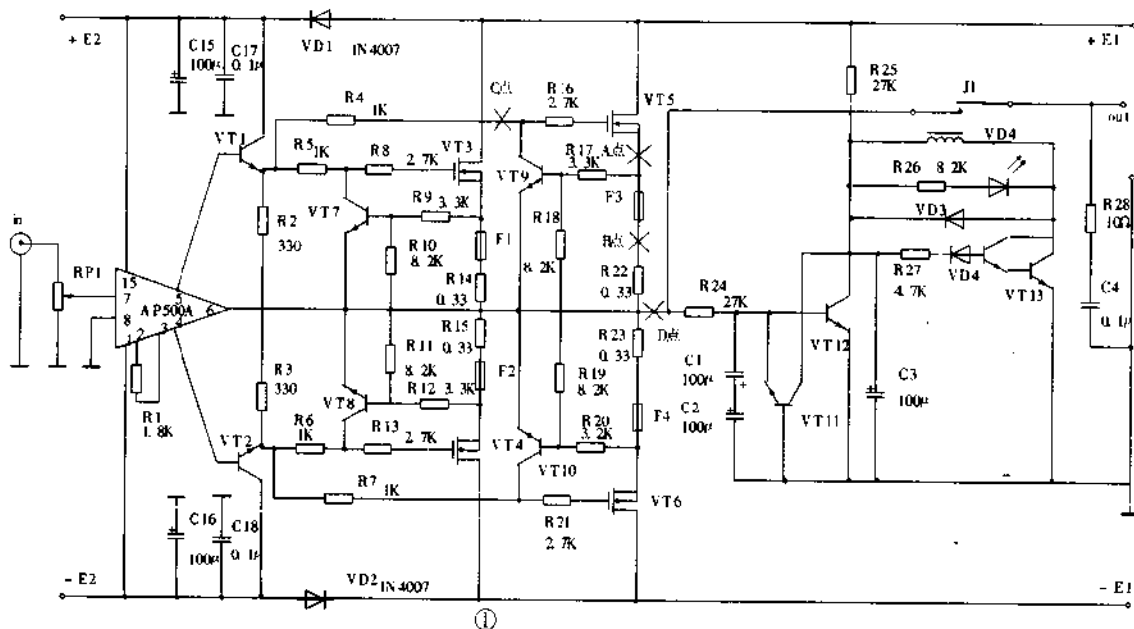 + E2
C15
100μ
C17
0.1μ
VD1
IN4007
R4
1K
C点
R16
2.7K
VT5
R25
27K
+ E1
J1
out
VT1
R5
1K
R8
2.7K
VT3
VT9
R17
3.3K
A点
VD4
R26
8.2K
F3
VT7
R9
3.3K
R18
8.2K
B点
VD3
R28
10Ω
in
R2
330
R10
8.2K
F1
R14
0.33
R22
0.33
R27
4.7K
VD4
VT13
RP1
15
7
8
1
2
3
4
5
6
AP500A
R24
27K
D点
C4
0.1μ
R15
0.33
R23
0.33
VT12
R1
1.8K
R3
330
R11
8.2K
F2
R19
8.2K
C1
100μ
C2
100μ
C3
100μ
VT8
R12
3.3K
F4
VT11
VT2
R6
1K
R13
2.7K
VT4
R20
3.2K
VT10
R7
1K
R21
2.7K
VT6
C16
100μ
C18
0.1μ
- E2
VD2
IN4007
- E1
①